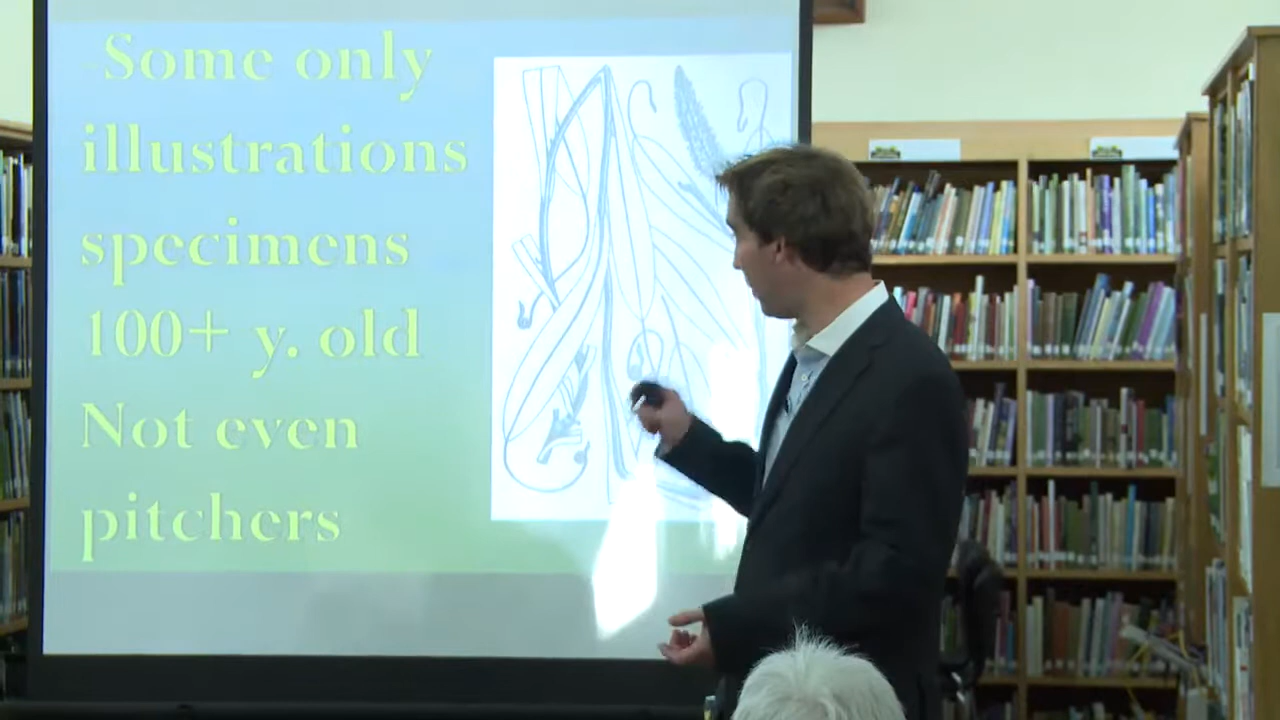 -Some only
illustrations
specimens
100+ y. old
Not even
pitchers